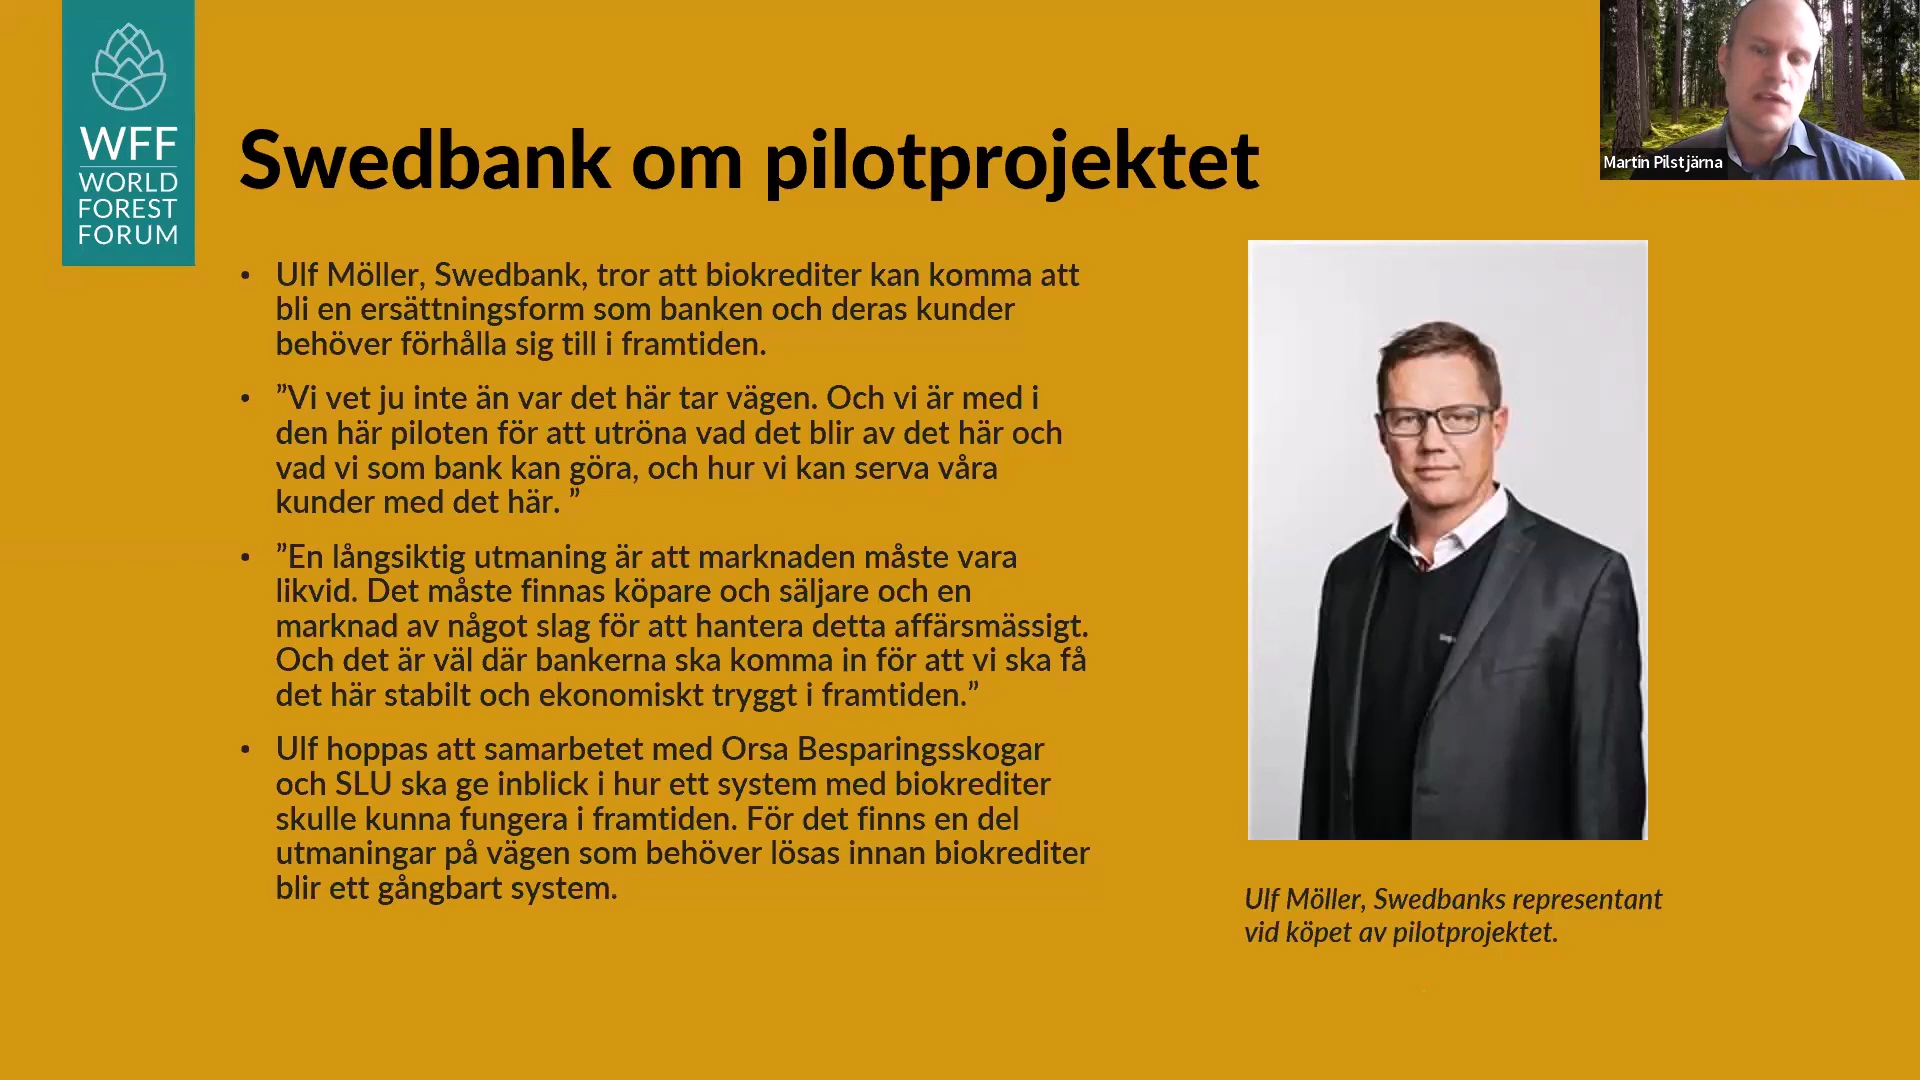 WFF
WORLD
FOREST
FORUM
Swedbank om pilotprojektet
Martin Pilstjärna
• Ulf Möller, Swedbank, tror att biokrediter kan komma att
bli en ersättningsform som banken och deras kunder
behöver förhålla sig till i framtiden.
• ”Vi vet ju inte än var det här tar vägen. Och vi är med i
den här piloten för att utröna vad det blir av det här och
vad vi som bank kan göra, och hur vi kan serva våra
kunder med det här. ”
• ”En långsiktig utmaning är att marknaden måste vara
likvid. Det måste finnas köpare och säljare och en
marknad av något slag för att hantera detta affärsmässigt.
Och det är väl där bankerna ska komma in för att vi ska få
det här stabilt och ekonomiskt tryggt i framtiden.”
• Ulf hoppas att samarbetet med Orsa Besparingsskogar
och SLU ska ge inblick i hur ett system med biokrediter
skulle kunna fungera i framtiden. För det finns en del
utmaningar på vägen som behöver lösas innan biokrediter
blir ett gångbart system.
Ulf Möller, Swedbanks representant
vid köpet av pilotprojektet.